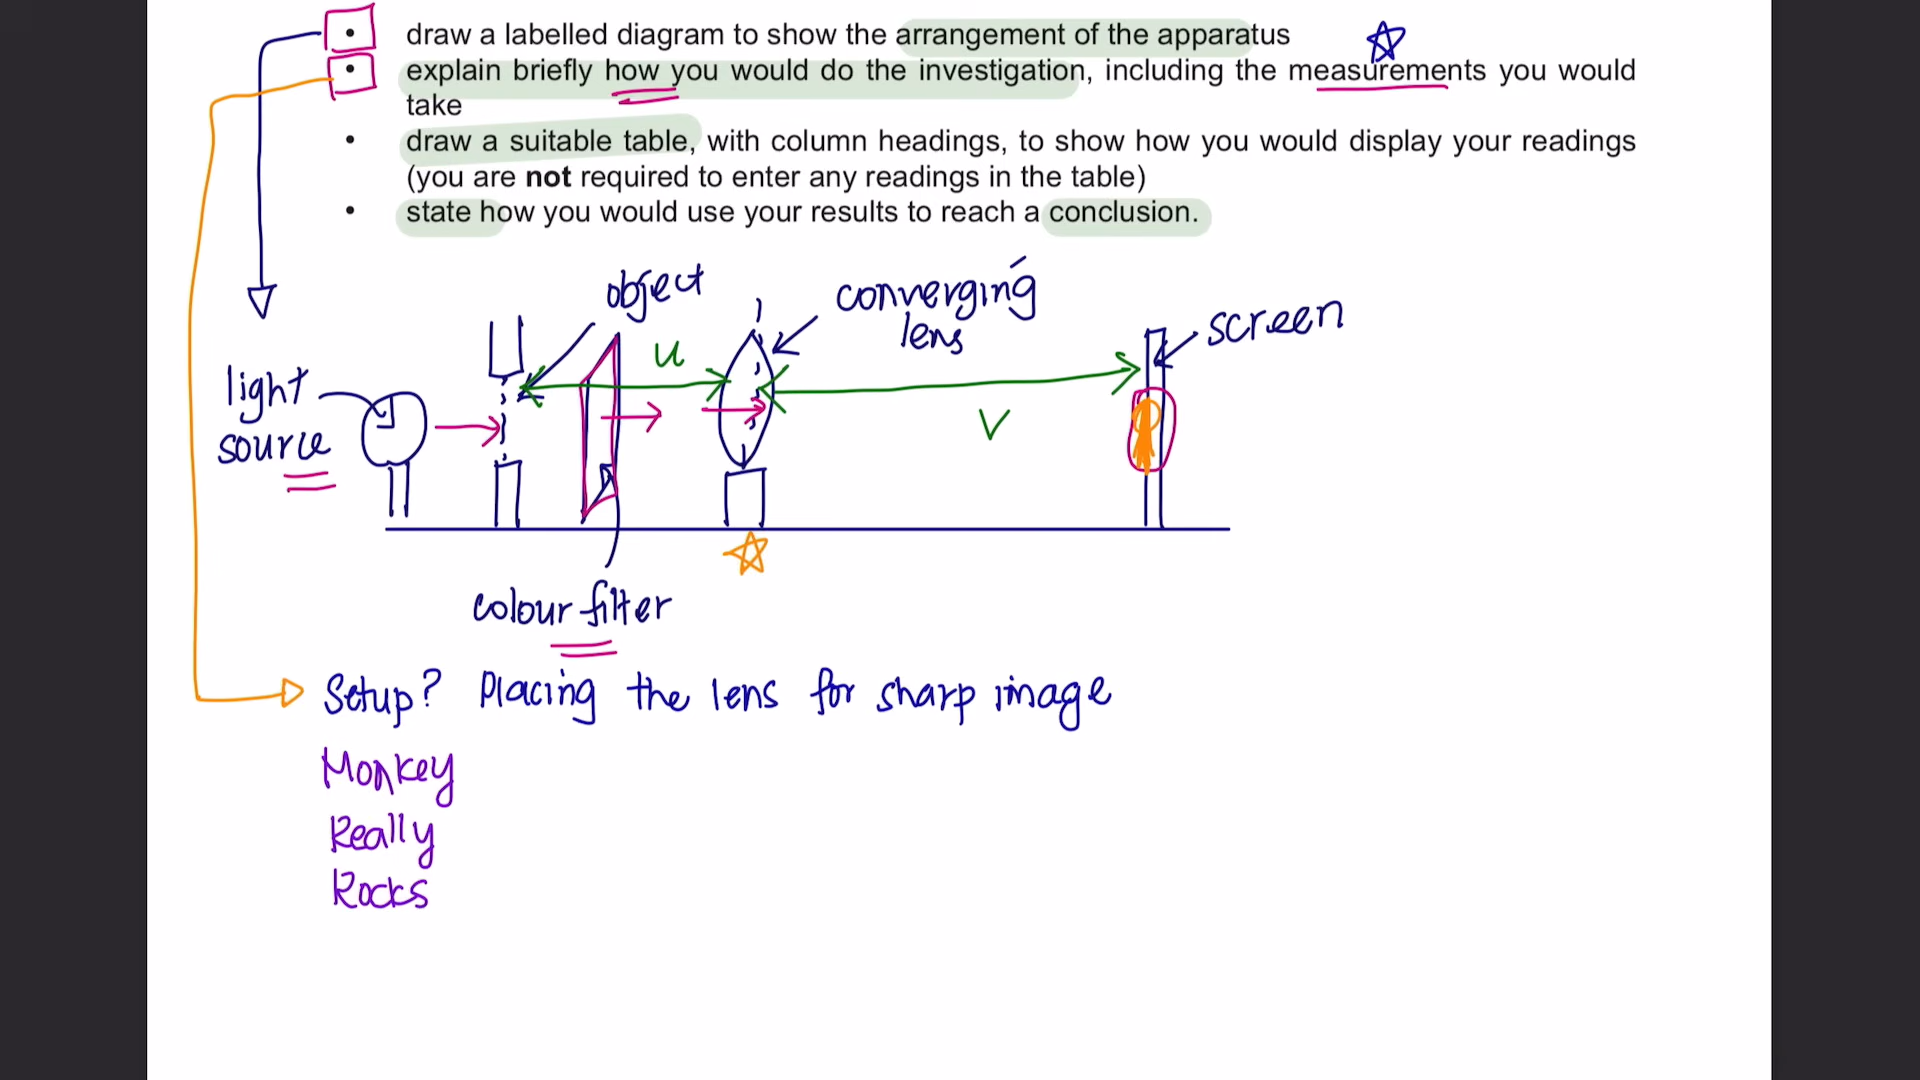 • draw a labelled diagram to show the arrangement of the apparatus
• explain briefly how you would do the investigation, including the measurements you would
take
• draw a suitable table, with column headings, to show how you would display your readings
(you are not required to enter any readings in the table)
• state how you would use your results to reach a conclusion.
object
converging
lens
screen
light
source
u
v
colour filter
Setup? Placing the lens for sharp image
Monkey
Really
Rocks